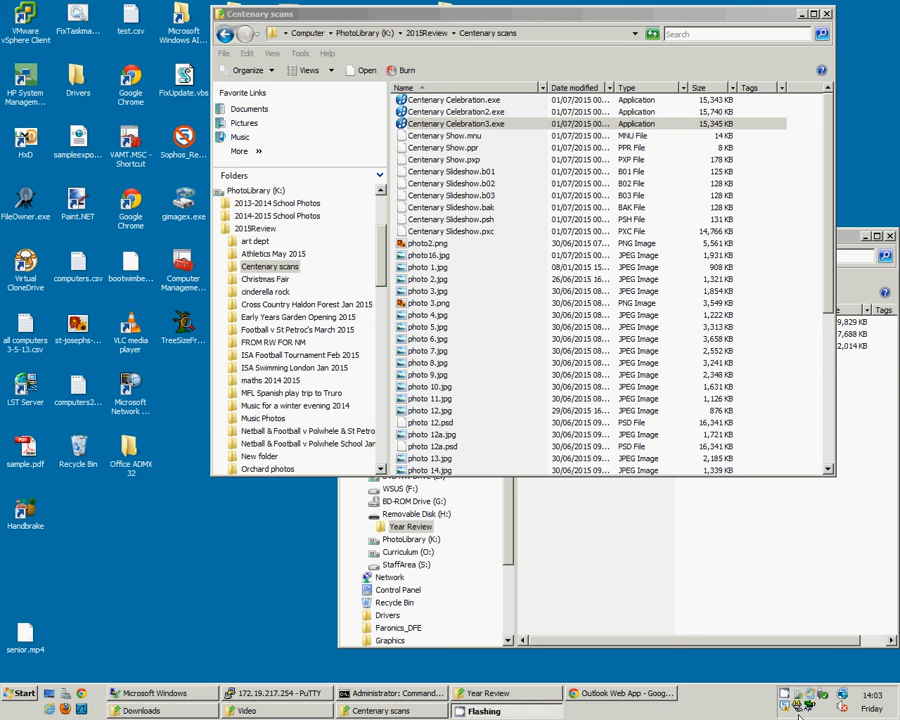 VMware vSphere Client
FixTaskma...
test.csv
Microsoft Windows AI...
HP System Managem...
Drivers
Google Chrome
FixUpdate.vbs
HxD
sampleexpo...
VAMT.MSC - Shortcut
Sophos_Re...
FileOwner.exe
Paint.NET
Google Chrome
gimagex.exe
Virtual CloneDrive
computers.csv
bootwimbe...
Computer Manageme...
all computers 3-5-13.csv
st-josephs-...
VLC media player
TreeSizeFr...
LST Server
computers2...
Microsoft Network ...
sample.pdf
Recycle Bin
Office ADMX 32
Handbrake
senior.mp4
Centenary scans
Computer PhotoLibrary (K:) 2015Review Centenary scans
Search
File Edit View Tools Help
Organize Views Open Burn
Favorite Links
Documents
Pictures
Music
More »
Folders
PhotoLibrary (K:)
2013-2014 School Photos
2014-2015 School Photos
2015Review
art dept
Athletics May 2015
Centenary scans
Christmas Fair
cinderella rock
Cross Country Haldon Forest Jan 2015
Early Years Garden Opening 2015
Football v St Petroc's March 2015
FROM RW FOR NM
ISA Football Tournament Feb 2015
ISA Swimming London Jan 2015
maths 2014 2015
MFL Spanish play trip to Truro
Music for a winter evening 2014
Music Photos
Netball & Football v Polwhele & St Petro
Netball & Football v Polwhele School Jan
New folder
Orchard photos
Name Date modified Type Size Tags
Centenary Celebration.exe 01/07/2015 00... Application 15,343 KB
Centenary Celebration2.exe 01/07/2015 00... Application 15,740 KB
Centenary Celebration3.exe 01/07/2015 00... Application 15,345 KB
Centenary Show.mnu 01/07/2015 00... MNU File 14 KB
Centenary Show.ppr 01/07/2015 00... PPR File 8 KB
Centenary Show.pxp 01/07/2015 00... PXP File 178 KB
Centenary Slideshow.b01 01/07/2015 00... B01 File 125 KB
Centenary Slideshow.b02 01/07/2015 00... B02 File 128 KB
Centenary Slideshow.b03 01/07/2015 00... B03 File 128 KB
Centenary Slideshow.bak 01/07/2015 00... BAK File 128 KB
Centenary Slideshow.psh 01/07/2015 00... PSH File 131 KB
Centenary Slideshow.pxc 01/07/2015 00... PXC File 14,766 KB
photo2.png 30/06/2015 07... PNG Image 5,561 KB
photo16.jpg 01/07/2015 00... JPEG Image 1,931 KB
photo 1.jpg 08/01/2015 15... JPEG Image 908 KB
photo 2.jpg 26/06/2015 16... JPEG Image 1,321 KB
photo 3.jpg 30/06/2015 08... JPEG Image 1,854 KB
photo 3.png 30/06/2015 08... PNG Image 3,549 KB
photo 4.jpg 30/06/2015 08... JPEG Image 1,222 KB
photo 5.jpg 30/06/2015 08... JPEG Image 3,313 KB
photo 6.jpg 30/06/2015 08... JPEG Image 1,339 KB
photo 7.jpg 30/06/2015 08... JPEG Image 2,552 KB
photo 8.jpg 30/06/2015 08... JPEG Image 3,241 KB
photo 9.jpg 30/06/2015 08... JPEG Image 2,348 KB
photo 10.jpg 30/06/2015 08... JPEG Image 1,631 KB
photo 11.jpg 30/06/2015 08... JPEG Image 1,126 KB
photo 12.jpg 29/06/2015 16... JPEG Image 876 KB
photo 12.psd 30/06/2015 09... PSD File 16,341 KB
photo 12a.jpg 30/06/2015 09... JPEG Image 1,721 KB
photo 12a.psd 30/06/2015 09... PSD File 16,341 KB
photo 13.jpg 30/06/2015 09... JPEG Image 2,185 KB
photo 14.jpg 30/06/2015 09... JPEG Image 1,339 KB
Tags
9,829 KB
7,688 KB
2,014 KB
WSUS (F:)
BD-ROM Drive (G:)
Removable Disk (H:)
Year Review
PhotoLibrary (K:)
Curriculum (O:)
StaffArea (S:)
Network
Control Panel
Recycle Bin
Drivers
Faronics_DFE
Graphics
Start
Microsoft Windows
172.19.217.254 - PuTTY
Administrator: Command...
Year Review
Outlook Web App - Goog...
14:03
Downloads
Video
Centenary scans
Flashing
Friday